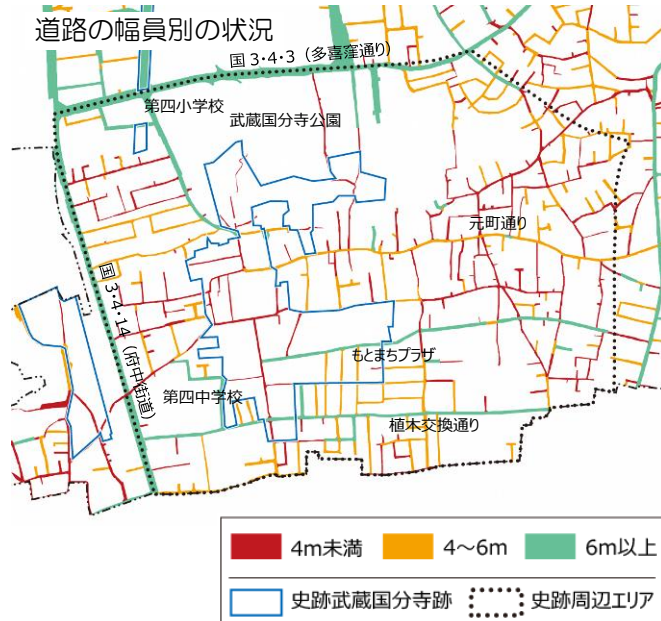 道路の幅員別の状況
国3・4・3（多喜窪通り）
第四小学校
武蔵国分寺公園
元町通り
国3・4・14（府中街道）
もとまちプラザ
第四中学校
植木交換通り
4m未満
4～6m
6m以上
史跡武蔵国分寺跡
史跡周辺エリア